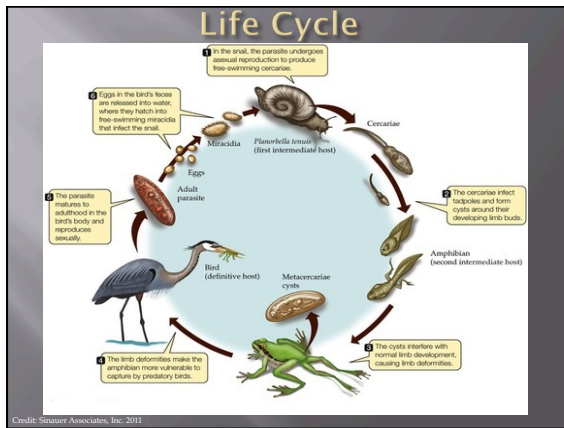 Life Cycle
1 In the snail, the parasite undergoes
asexual reproduction to produce
free-swimming cercariae.
6 Eggs in the bird's feces
are released into water,
where they hatch into
free-swimming miracidia
that infect the snail.
Cercariae
Miracidia
Planorbella tenuis
(first intermediate host)
Eggs
Adult
parasite
5 The parasite
matures to
adulthood in the
bird's body and
reproduces
sexually.
2 The cercariae infect
tadpoles and form
cysts around their
developing limb buds.
Amphibian
(second intermediate host)
Bird
(definitive host)
Metacercariae
cysts
3 The cysts interfere with
normal limb development,
causing limb deformities.
4 The limb deformities make the
amphibian more vulnerable to
capture by predatory birds.
Credit: Sinauer Associates, Inc. 2011